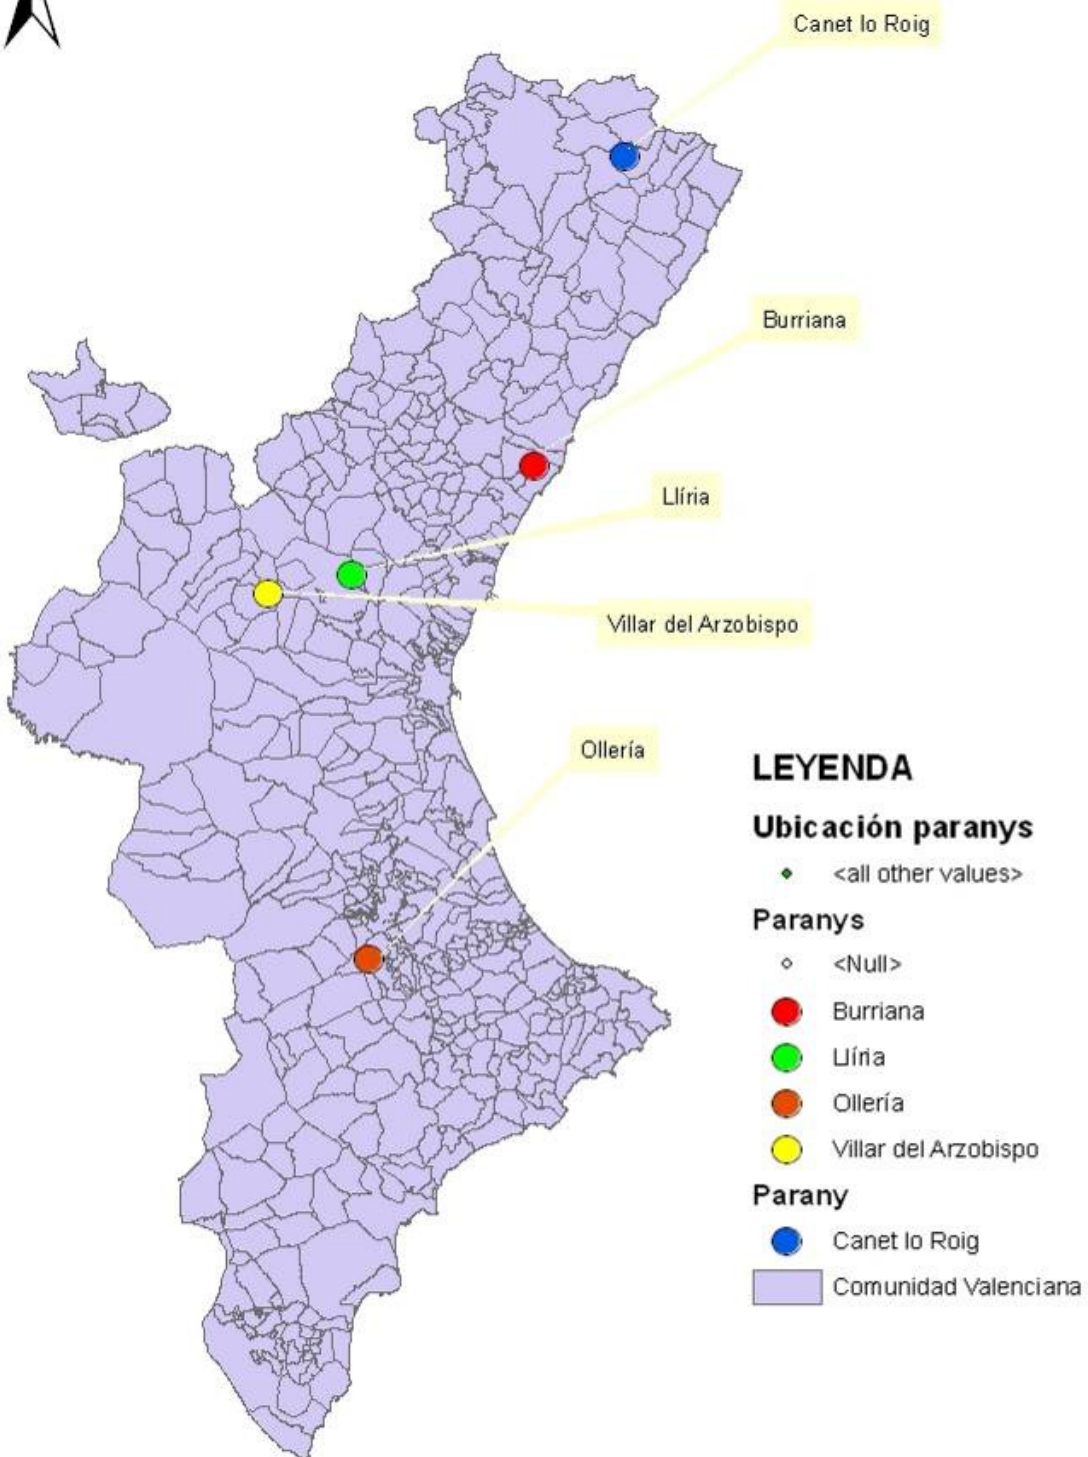 Canet lo Roig
Burriana
Llíria
Villar del Arzobispo
Ollería
LEYENDA
Ubicación paranys
<all other values>
Paranys
<Null>
Burriana
Llíria
Ollería
Villar del Arzobispo
Parany
Canet lo Roig
Comunidad Valenciana